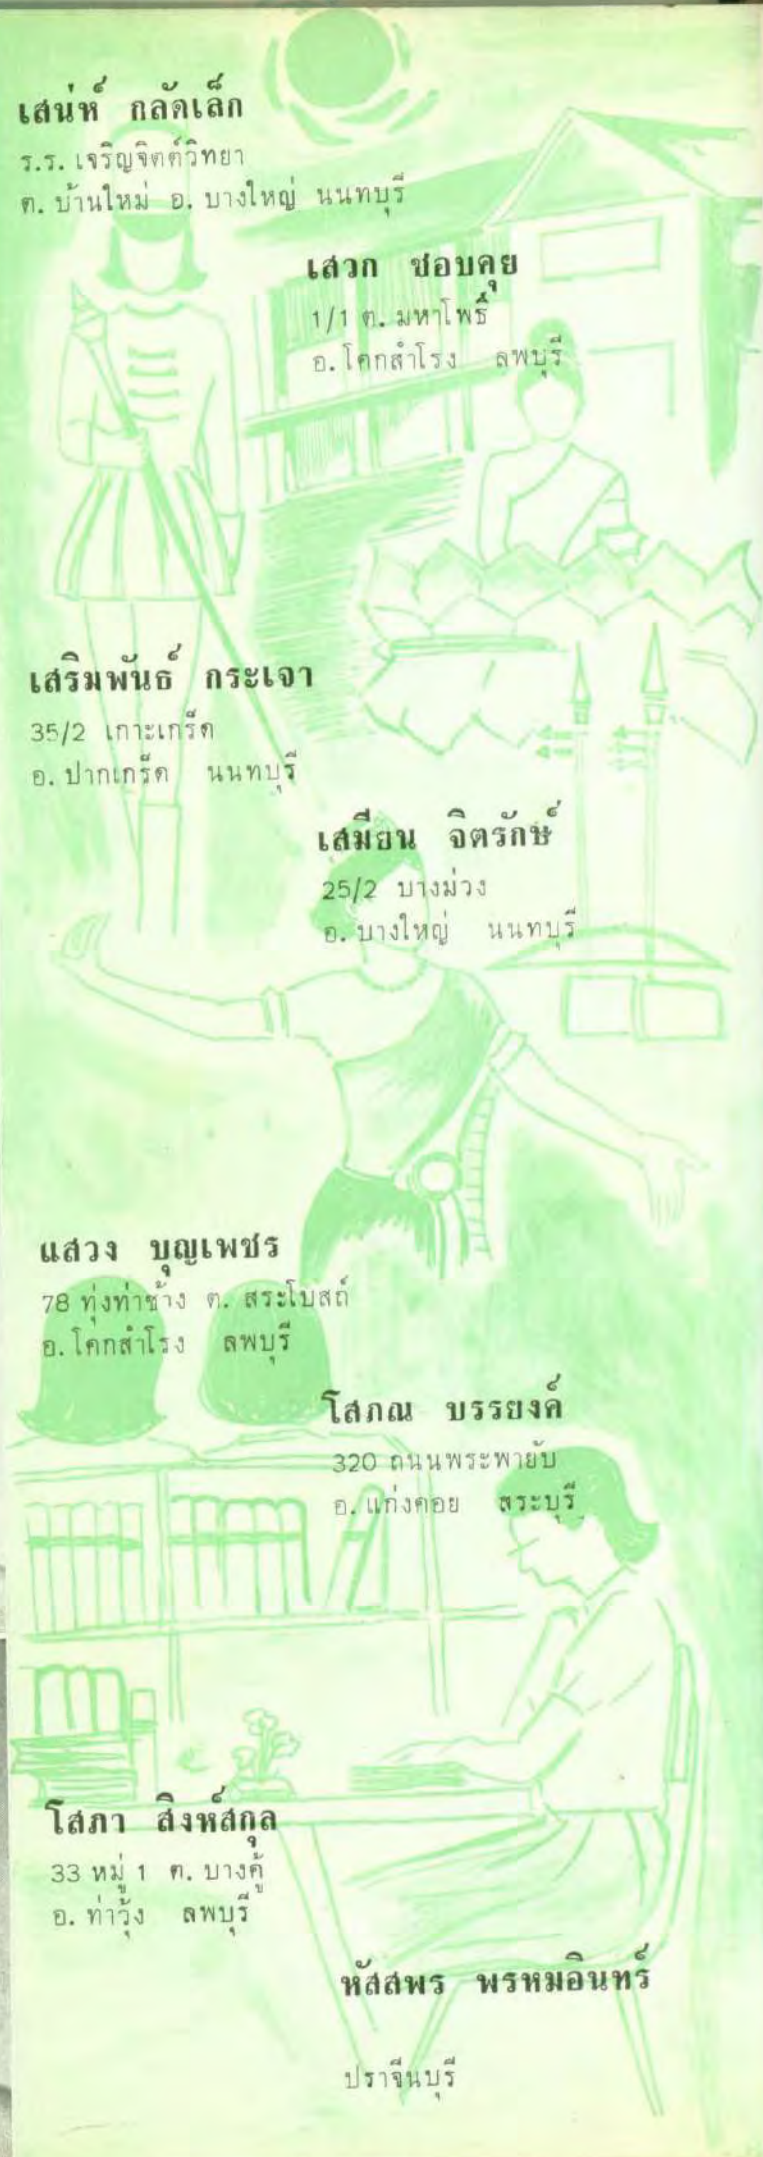 เสน่ห์ กลัดเล็ก
ร.ร. เจริญจิตต์วิทยา
ต. บ้านใหม่ อ. บางใหญ่ นนทบุรี
เสวก ชอบคุย
1/1 ต. มหาโพธิ์
อ. โคกสำโรง ลพบุรี
เสริมพันธ์ กระเจา
35/2 เกาะเกร็ด
อ. ปากเกร็ด นนทบุรี
เสมียน จิตรักษ์
25/2 บางม่วง
อ. บางใหญ่ นนทบุรี
แสวง บุญเพชร
78 ทุ่งท่าช้าง ต. สระโบสถ์
อ. โคกสำโรง ลพบุรี
โสภณ บรรยงค์
320 ถนนพระพายับ
อ. แก่งคอย สระบุรี
โสภา สิงห์สกุล
33 หมู่ 1 ต. บางคู้
อ. ท่าวุ้ง ลพบุรี
หัสสพร พรหมอินทร์
ปราจีนบุรี